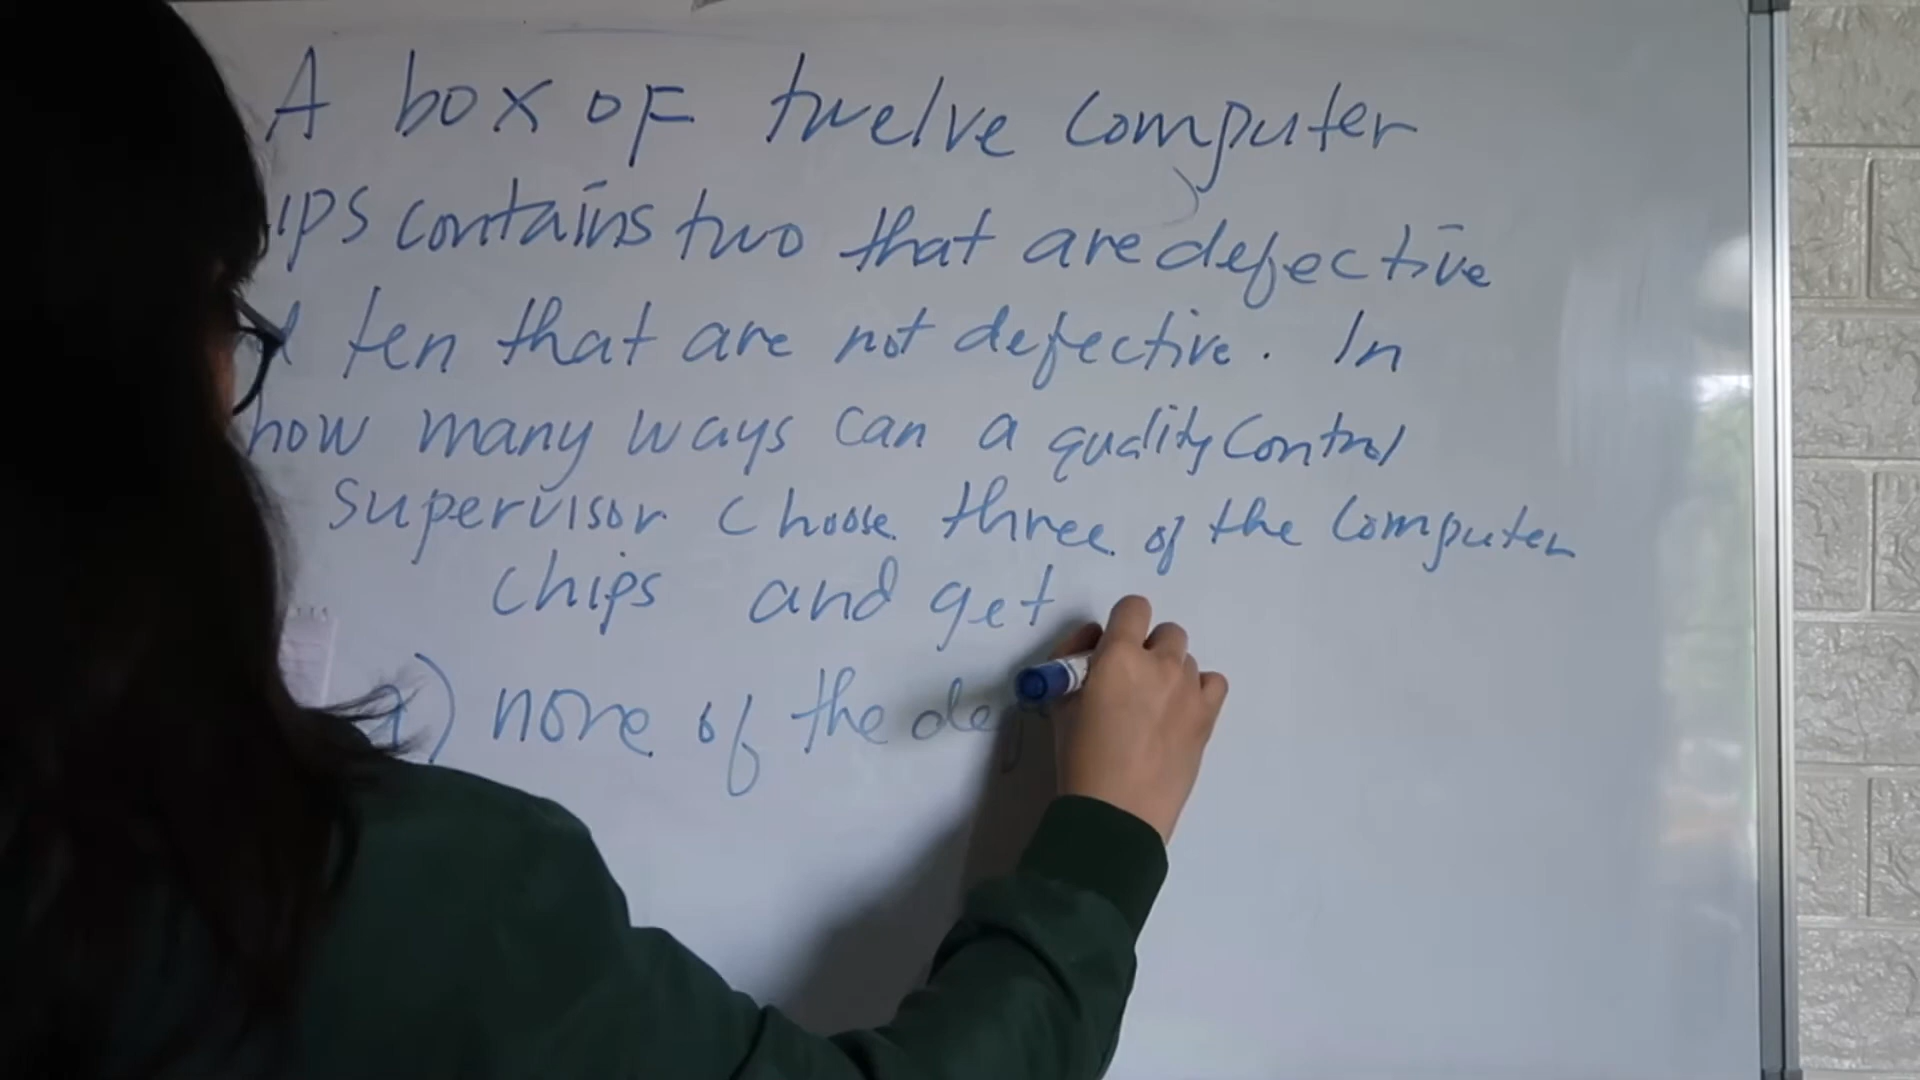 A box OF twelve Computer
ips contains two that are defective
ten that are not defective. In
how many ways can a quality Control
Supervisor Choose three of the Computer
Chips and get
a) none of the de